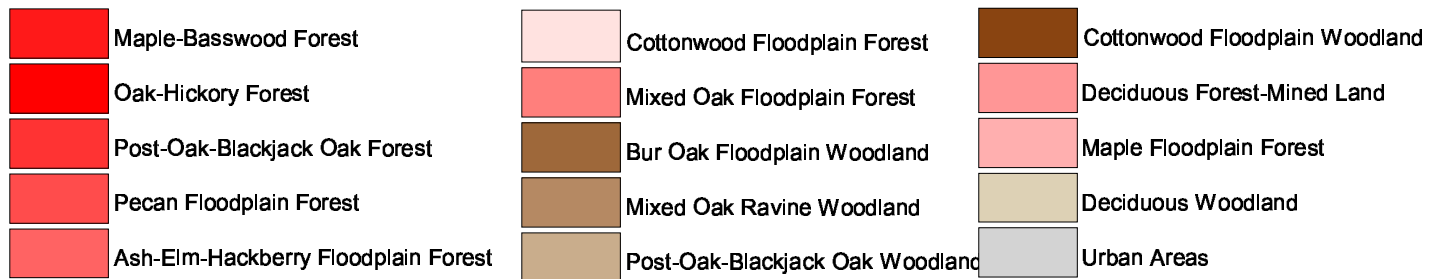 Maple-Basswood Forest
Oak-Hickory Forest
Post-Oak-Blackjack Oak Forest
Pecan Floodplain Forest
Ash-Elm-Hackberry Floodplain Forest
Cottonwood Floodplain Forest
Mixed Oak Floodplain Forest
Bur Oak Floodplain Woodland
Mixed Oak Ravine Woodland
Post-Oak-Blackjack Oak Woodland
Cottonwood Floodplain Woodland
Deciduous Forest-Mined Land
Maple Floodplain Forest
Deciduous Woodland
Urban Areas